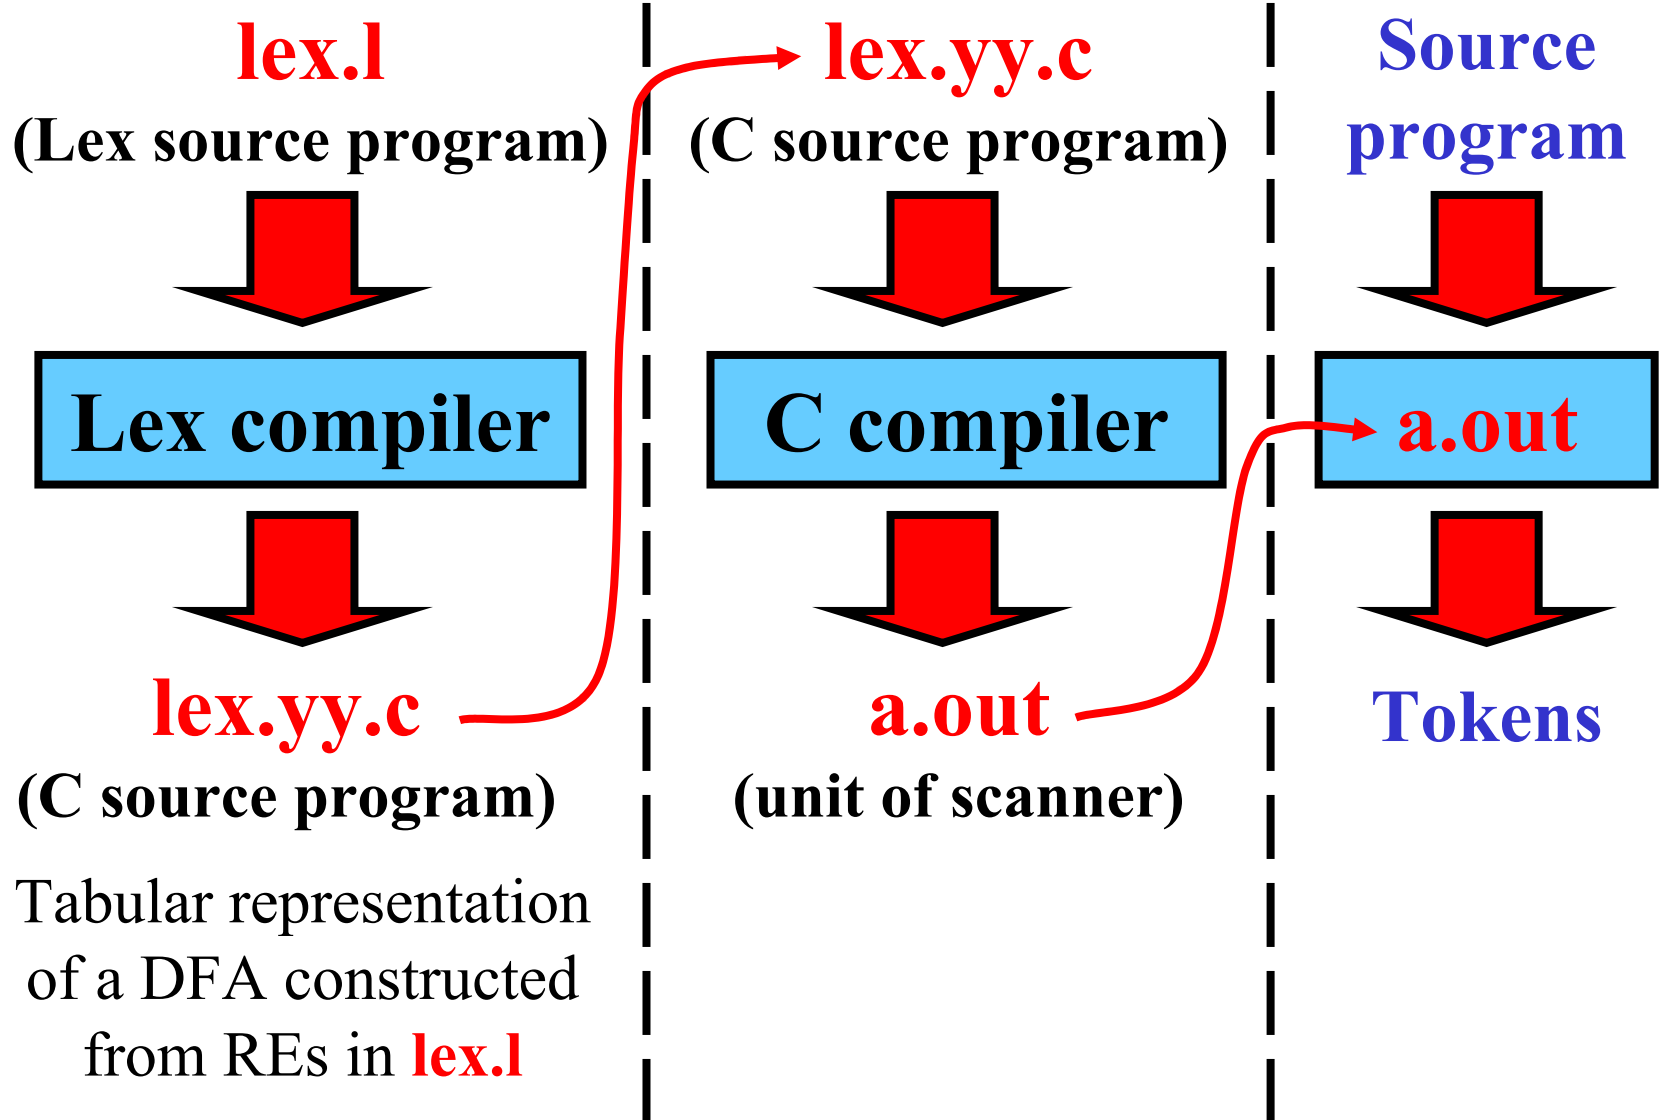 lex.l
(Lex source program)
Lex compiler
lex.yy.c
(C source program)
Tabular representation
of a DFA constructed
from REs in lex.l
lex.yy.c
(C source program)
C compiler
a.out
(unit of scanner)
Source
program
a.out
Tokens